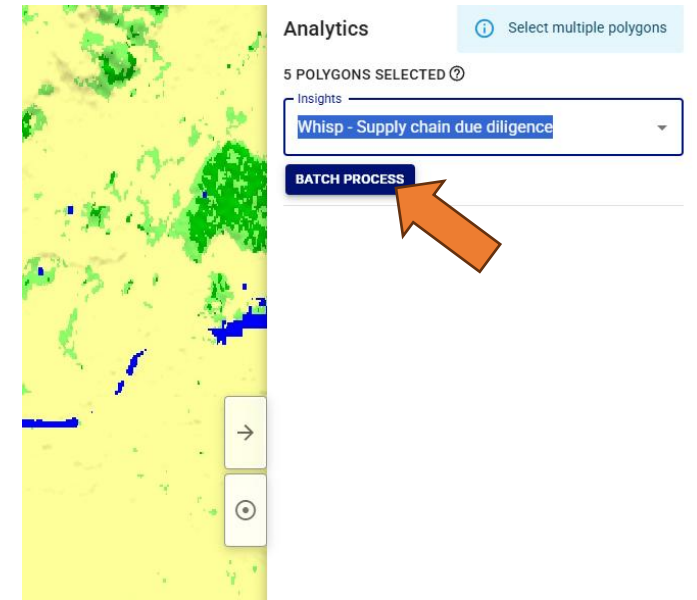 Analytics
Select multiple polygons
5 POLYGONS SELECTED
Insights
Whisp - Supply chain due diligence
BATCH PROCESS